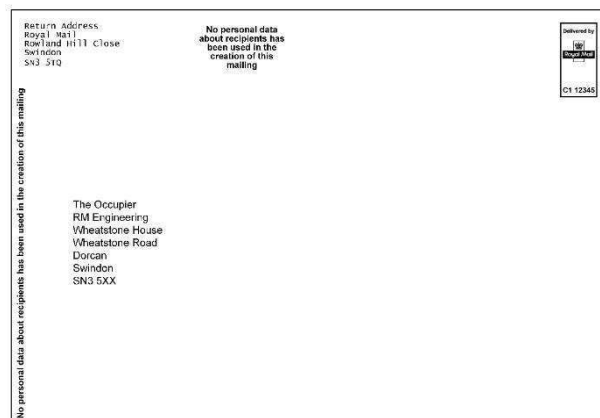 Return Address
Royal Mail
Rowland Hill Close
Swindon
SN3 5TQ
No personal data
about recipients has
been used in the
creation of this
mailing
Delivered by
Royal Mail
C1 12345
No personal data about recipients has been used in the creation of this mailing
The Occupier
RM Engineering
Wheatstone House
Wheatstone Road
Dorcan
Swindon
SN3 5XX